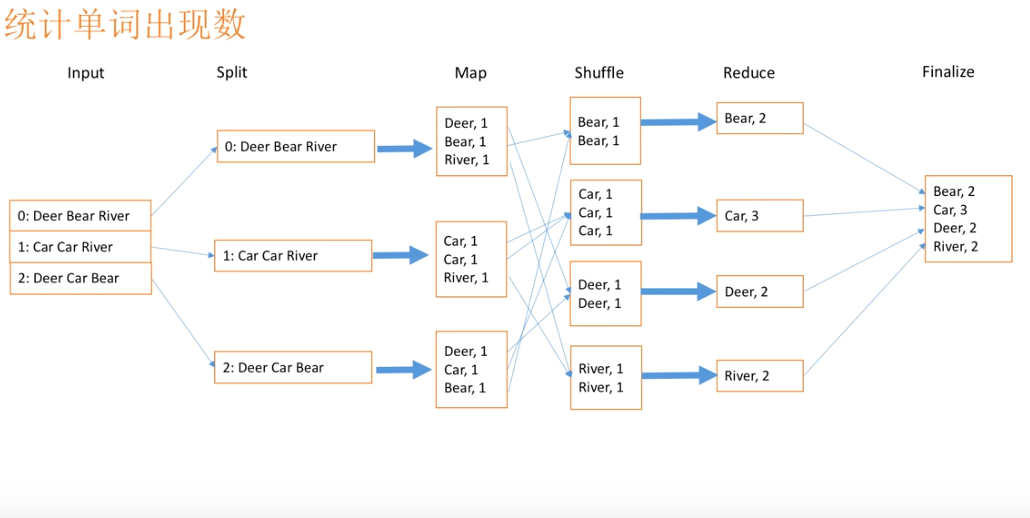 统计单词出现数
Input
Split
Map
Shuffle
Reduce
Finalize
0: Deer Bear River
1: Car Car River
2: Deer Car Bear
0: Deer Bear River
1: Car Car River
2: Deer Car Bear
Deer, 1
Bear, 1
River, 1
Car, 1
Car, 1
River, 1
Deer, 1
Car, 1
Bear, 1
Bear, 1
Bear, 1
Car, 1
Car, 1
Car, 1
Deer, 1
Deer, 1
River, 1
River, 1
Bear, 2
Car, 3
Deer, 2
River, 2
Bear, 2
Car, 3
Deer, 2
River, 2